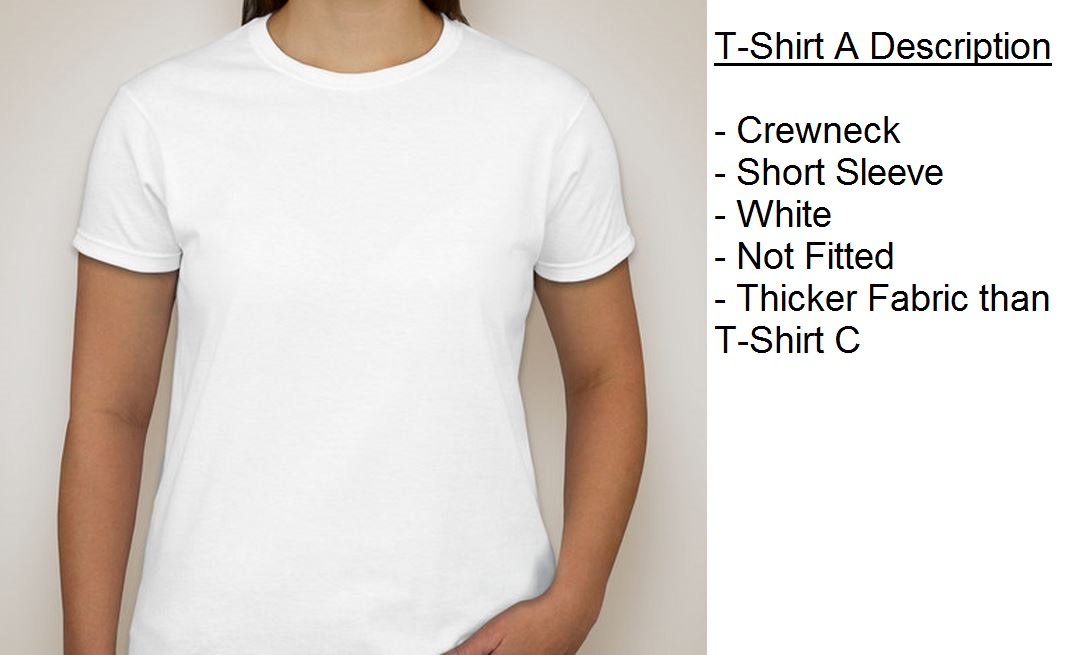 T-Shirt A Description
- Crewneck
- Short Sleeve
- White
- Not Fitted
- Thicker Fabric than
T-Shirt C